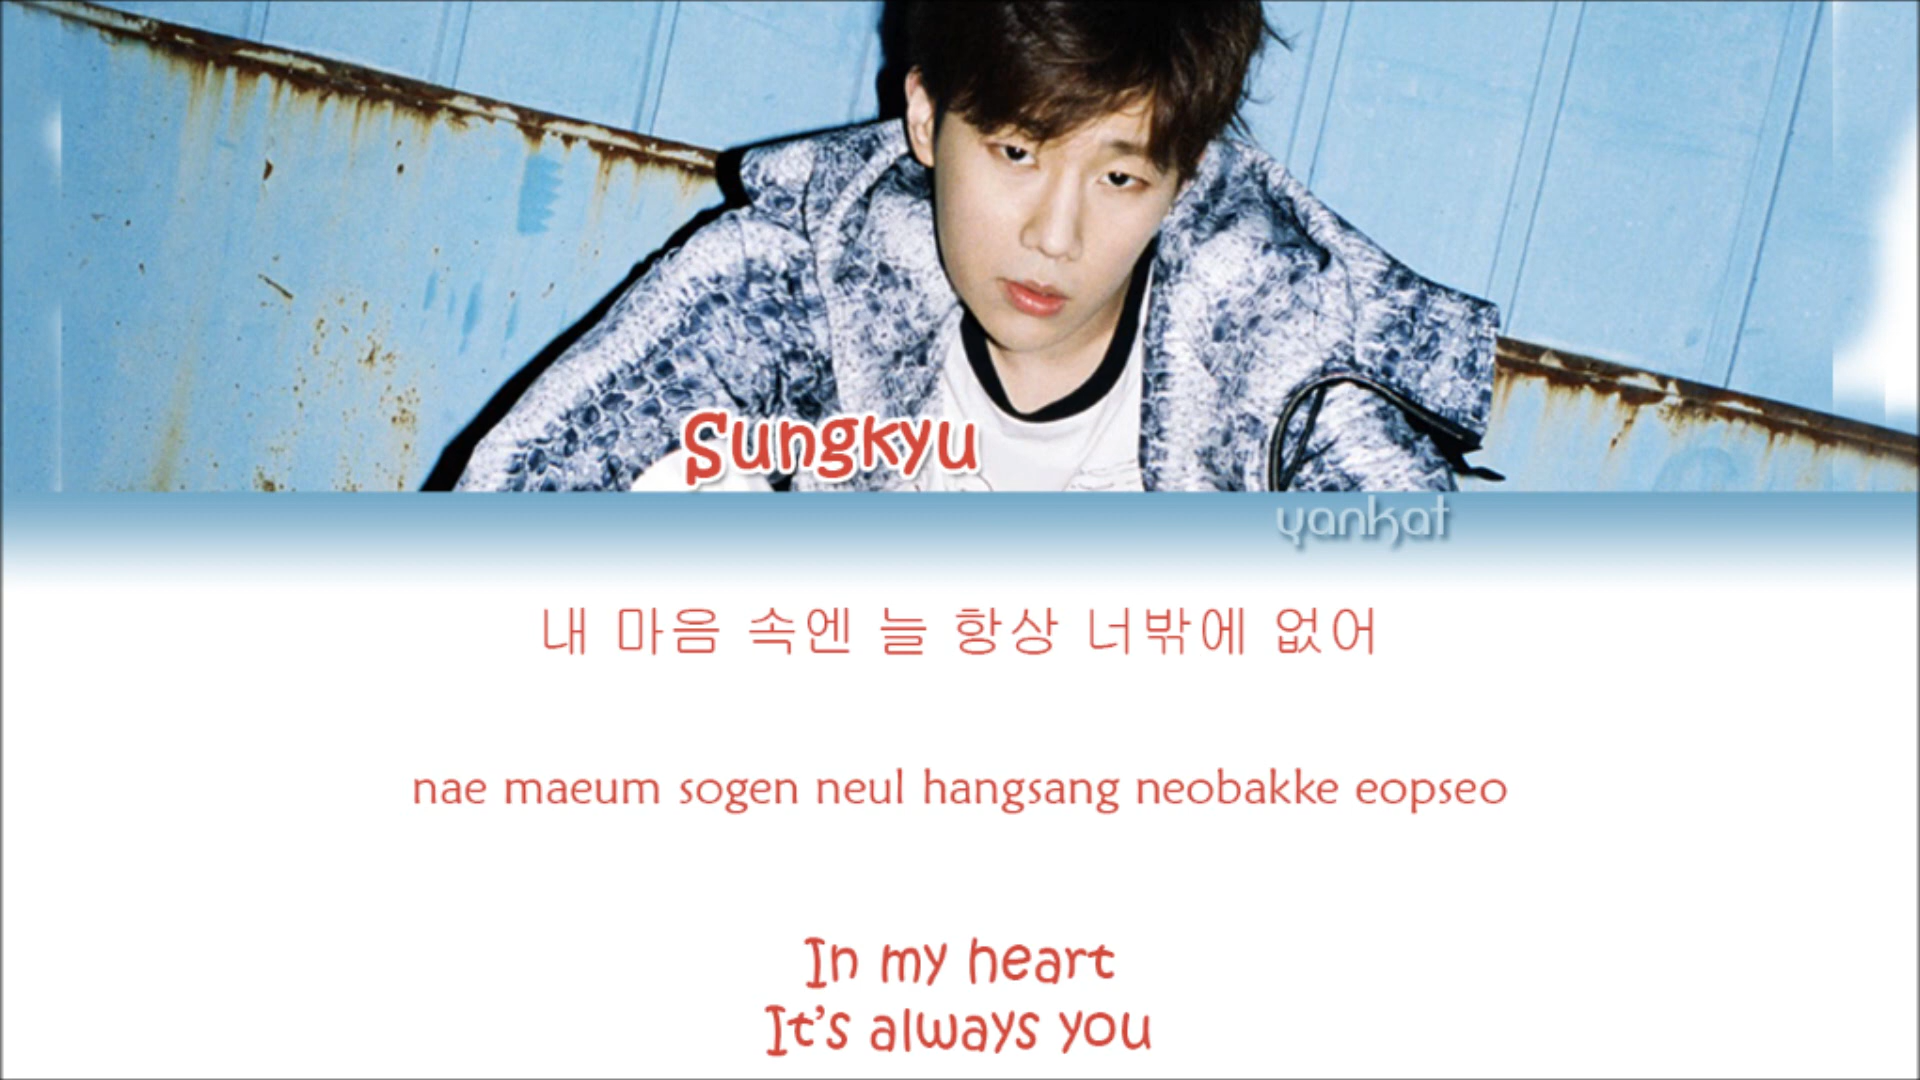 Sungkyu
yankat
내 마음 속엔 늘 항상 너밖에 없어
nae maeum sogen neul hangsang neobakke eopseo
In my heart
It's always you